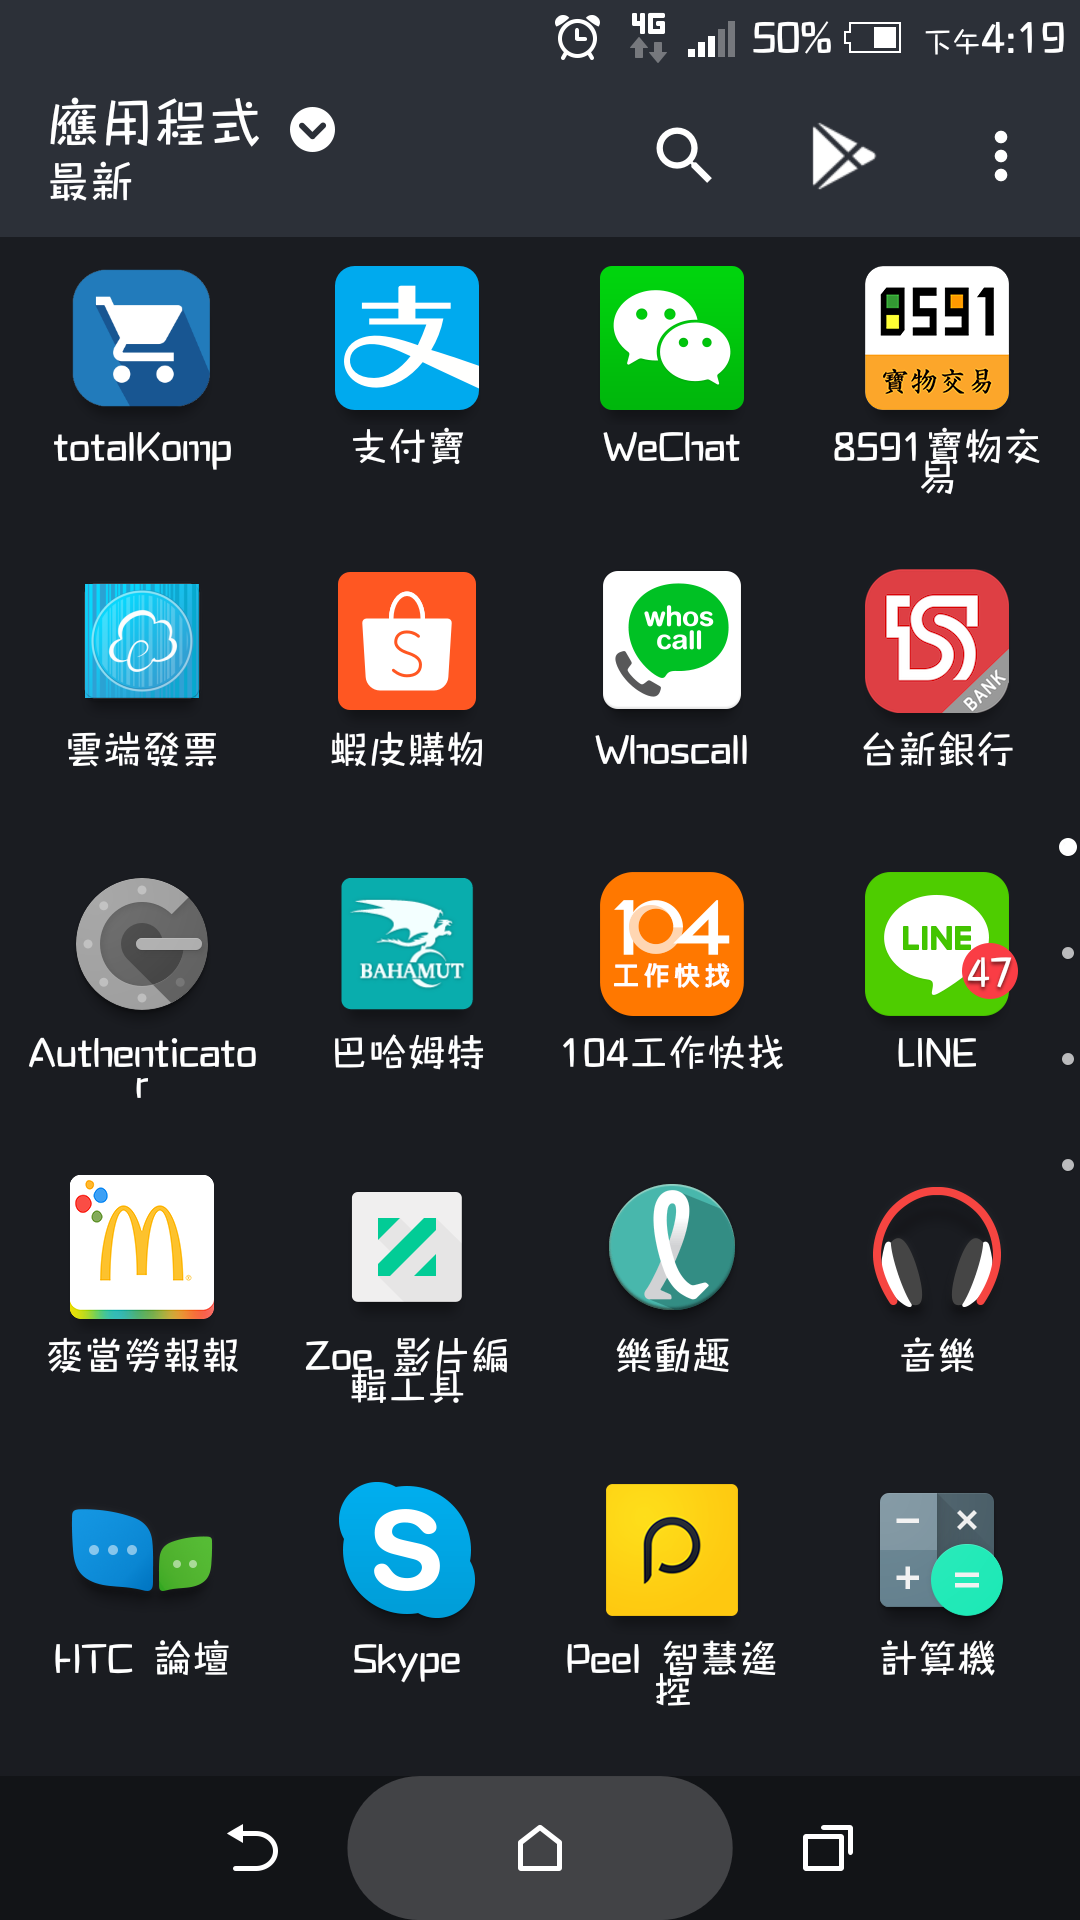 4G 50% 下午4:19
應用程式
最新
支
8591
寶物交易
totalKomp 支付寶 WeChat 8591寶物交
易
whos
call
BANK
雲端發票 蝦皮購物 Whoscall 台新銀行
BAHAMUT
104
工作快找
LINE
47
Authenticato
r
巴哈姆特 104工作快找 LINE
麥當勞報報 Zoe 影片編
輯工具
樂動趣 音樂
HTC 論壇 Skype Peel 智慧遙
控
計算機